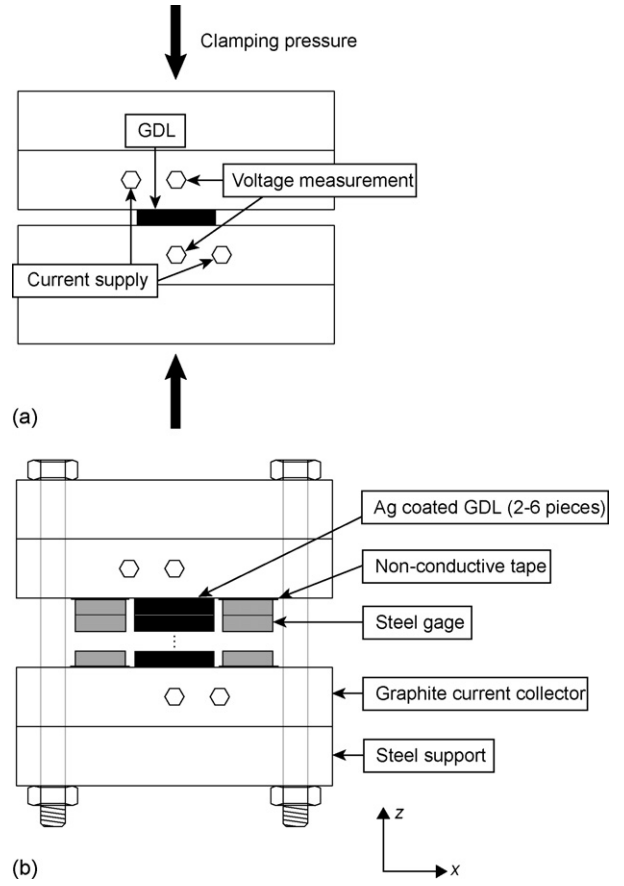 Clamping pressure
GDL
Voltage measurement
Current supply
(a)
Ag coated GDL (2-6 pieces)
Non-conductive tape
Steel gage
Graphite current collector
Steel support
z
x
(b)